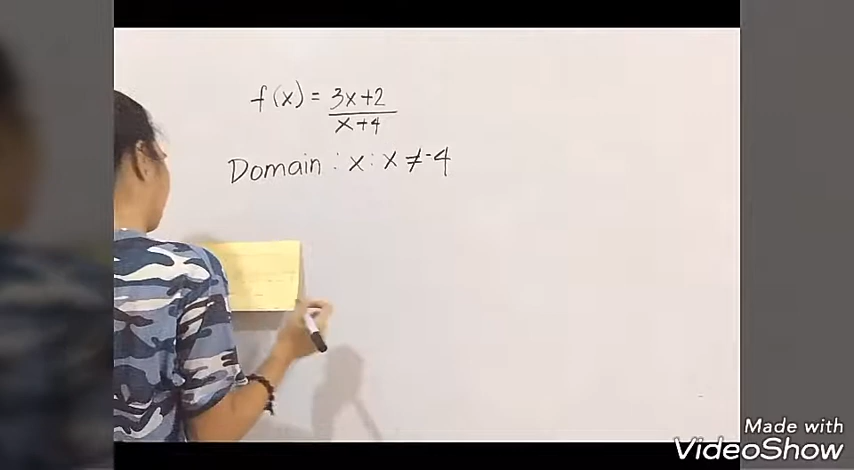 f(x) = 3x+2
x+4
Domain : x : x ≠ -4
Made with
VideoShow